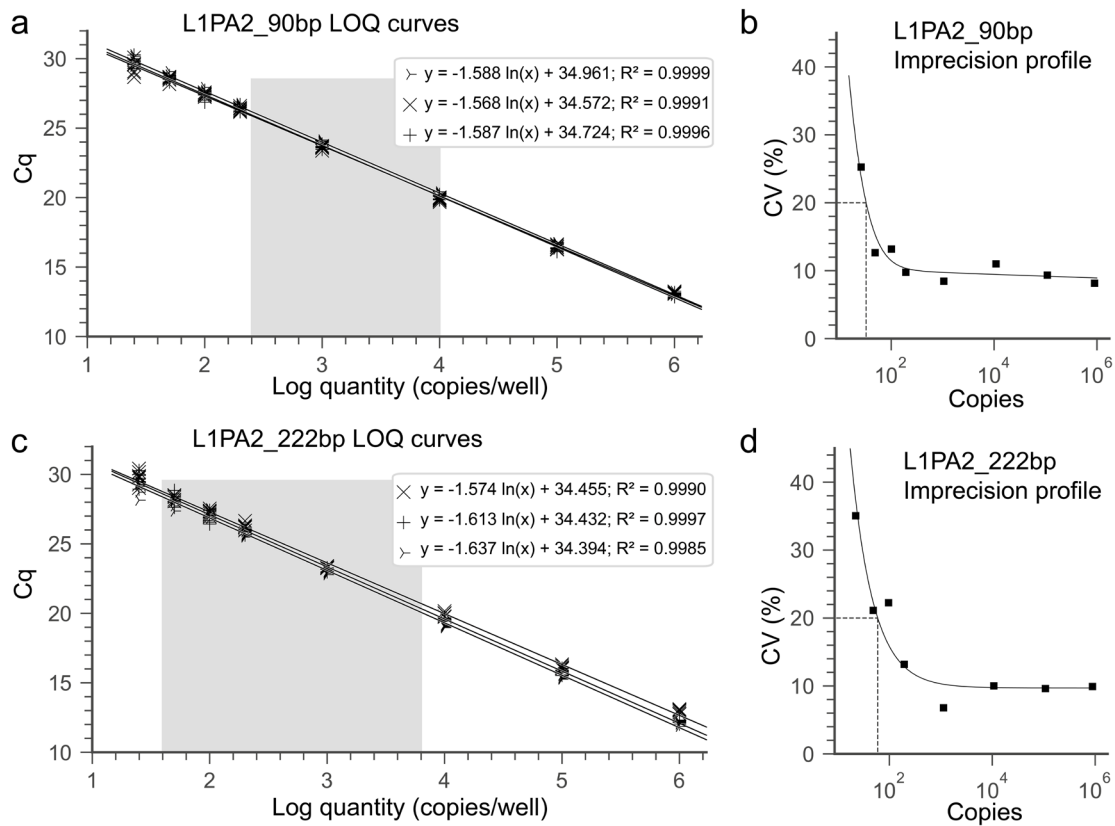 a
L1PA2_90bp LOQ curves
y = -1.588 ln(x) + 34.961; R² = 0.9999
y = -1.568 ln(x) + 34.572; R² = 0.9991
y = -1.587 ln(x) + 34.724; R² = 0.9996
30
25
20
15
10
Cq
1 2 3 4 5 6
Log quantity (copies/well)
b
L1PA2_90bp
Imprecision profile
40
30
20
10
0
CV (%)
10² 10⁴ 10⁶
Copies
c
L1PA2_222bp LOQ curves
y = -1.574 ln(x) + 34.455; R² = 0.9990
y = -1.613 ln(x) + 34.432; R² = 0.9997
y = -1.637 ln(x) + 34.394; R² = 0.9985
30
25
20
15
10
Cq
1 2 3 4 5 6
Log quantity (copies/well)
d
L1PA2_222bp
Imprecision profile
40
30
20
10
0
CV (%)
10² 10⁴ 10⁶
Copies